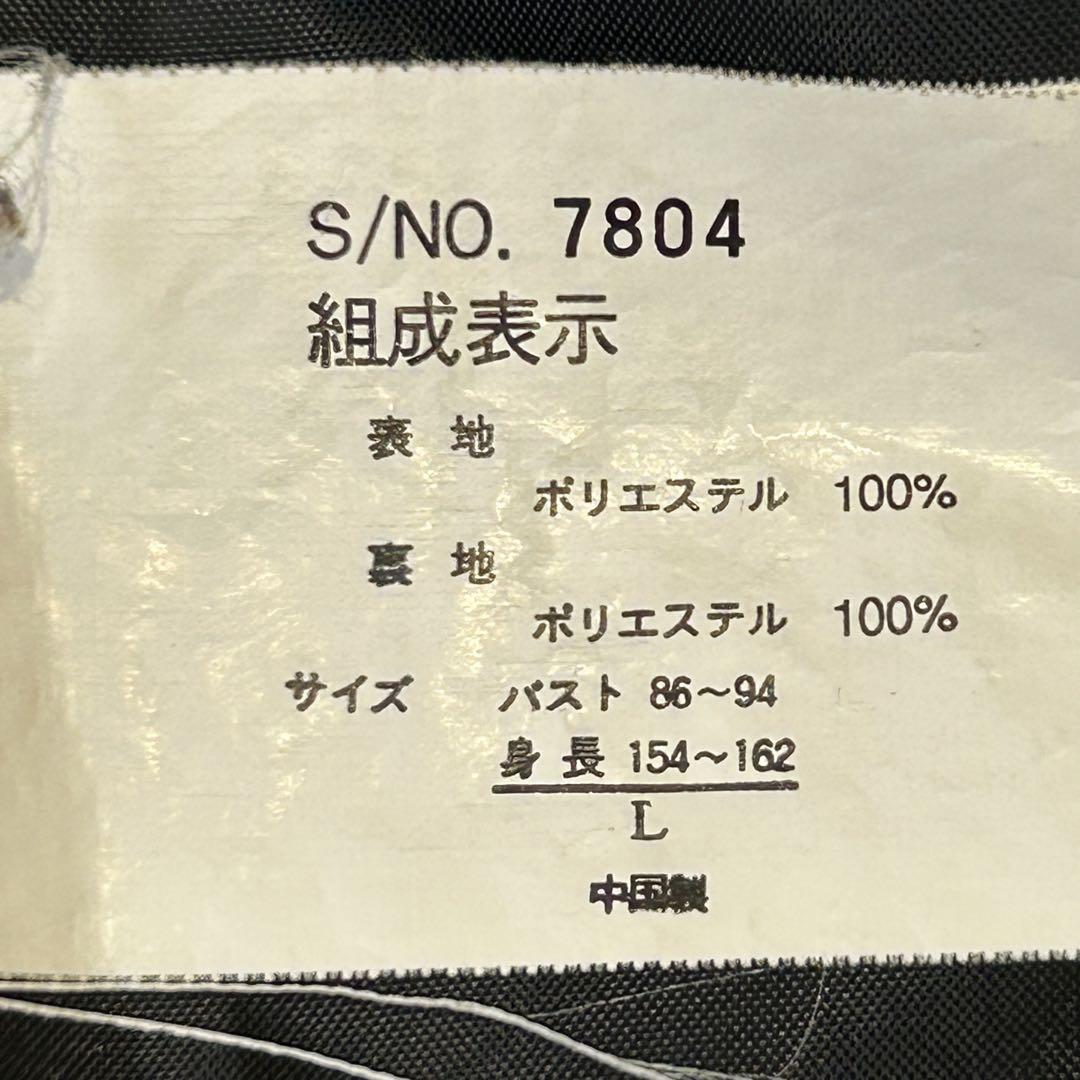 S/NO. 7804
組成表示
表 地
ポリエステル 100%
裏 地
ポリエステル 100%
サイズ バスト 86〜94
身 長 154〜162
L
中国製